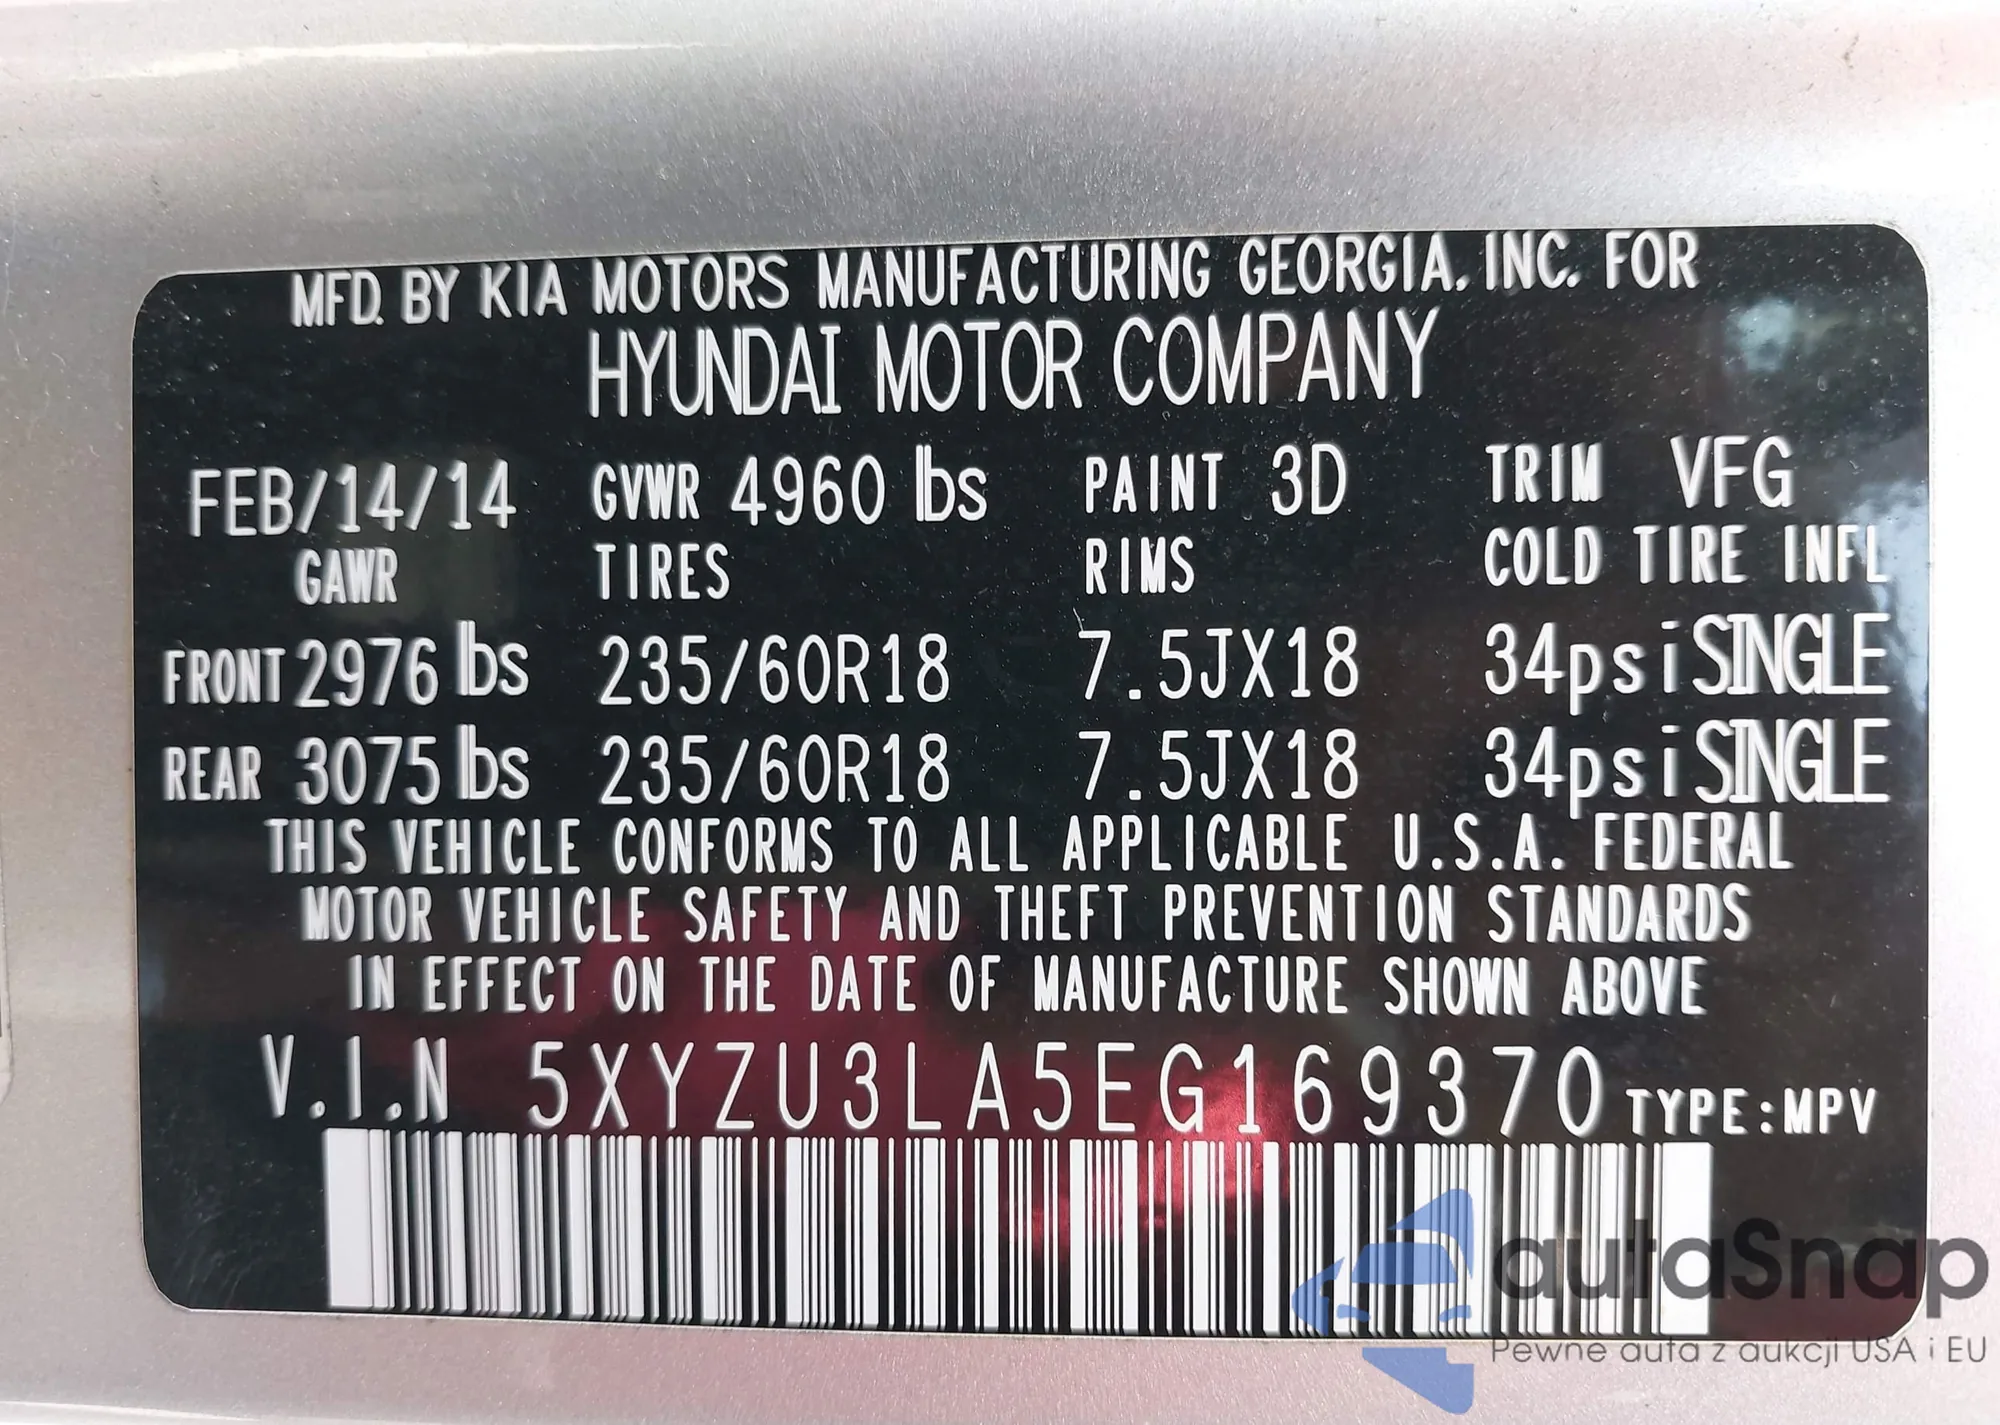 MFD. BY KIA MOTORS MANUFACTURING GEORGIA, INC. FOR
HYUNDAI MOTOR COMPANY
FEB/14/14 GVWR 4960 lbs PAINT 3D TRIM VFG
GAWR TIRES RIMS COLD TIRE INFL
FRONT 2976 lbs 235/60R18 7.5JX18 34psi SINGLE
REAR 3075 lbs 235/60R18 7.5JX18 34psi SINGLE
THIS VEHICLE CONFORMS TO ALL APPLICABLE U.S.A. FEDERAL
MOTOR VEHICLE SAFETY AND THEFT PREVENTION STANDARDS
IN EFFECT ON THE DATE OF MANUFACTURE SHOWN ABOVE
V.I.N 5XYZU3LA5EG169370 TYPE:MPV
autaSnap
Pewne auta z aukcji USA i EU